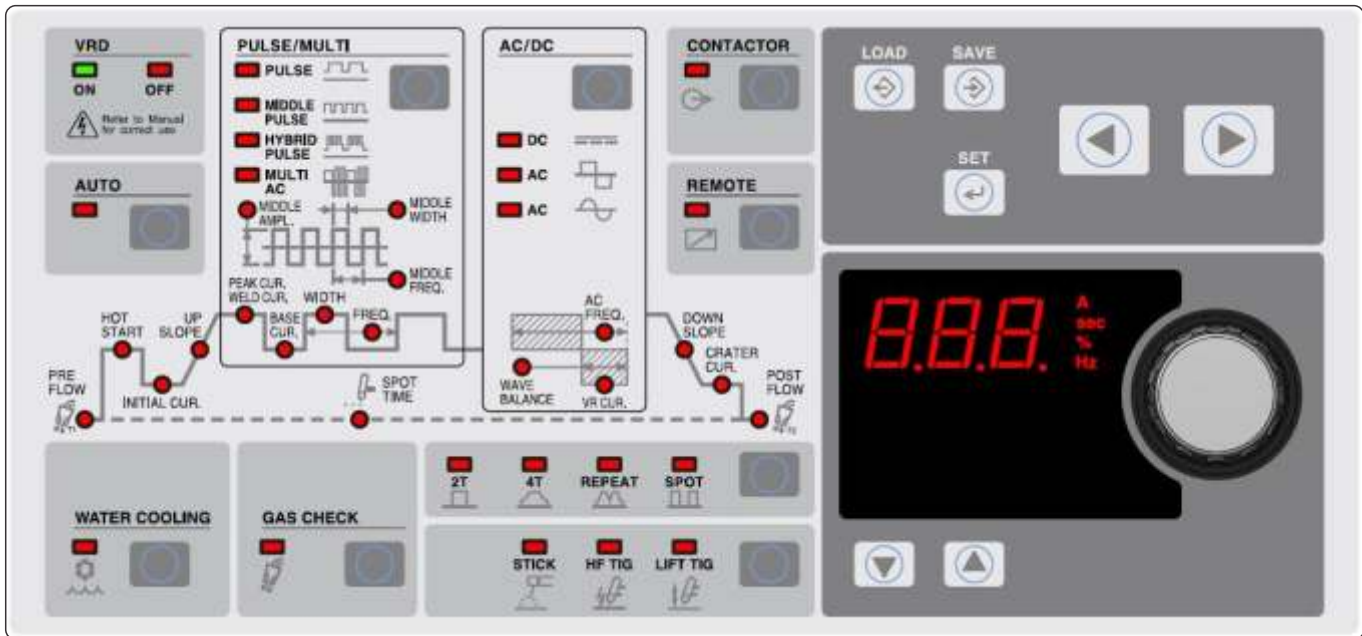 VRD
ON OFF
Refer to Manual
for correct use
AUTO
PULSE/MULTI
PULSE
MIDDLE
PULSE
HYBRID
PULSE
MULTI
AC
MIDDLE
AMPL.
MIDDLE
WIDTH
MIDDLE
FREQ.
PEAK CUR.
WELD CUR.
WIDTH
BASE
CUR.
FREQ.
AC/DC
DC
AC
AC
AC
FREQ.
WAVE
BALANCE
VR CUR.
CONTACTOR
REMOTE
LOAD SAVE
SET
8.8.8.
A
sec
%
Hz
PRE
FLOW
HOT
START
UP
SLOPE
INITIAL CUR.
SPOT
TIME
DOWN
SLOPE
CRATER
CUR.
POST
FLOW
WATER COOLING
GAS CHECK
2T 4T REPEAT SPOT
STICK HF TIG LIFT TIG